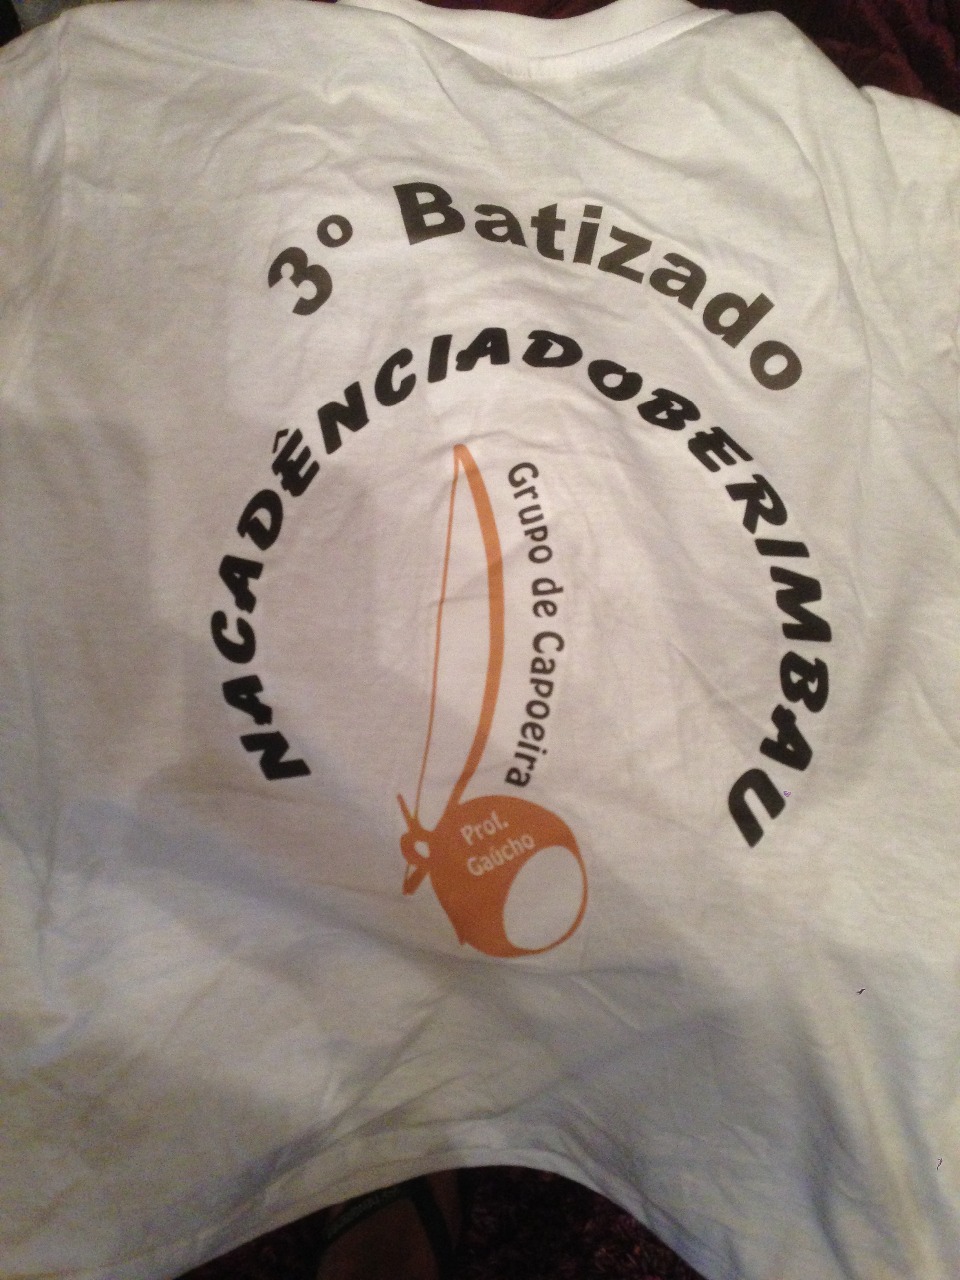 3º Batizado
NACADÊNCIADOBERIMBAU
Grupo de Capoeira
Prof.
Gaúcho